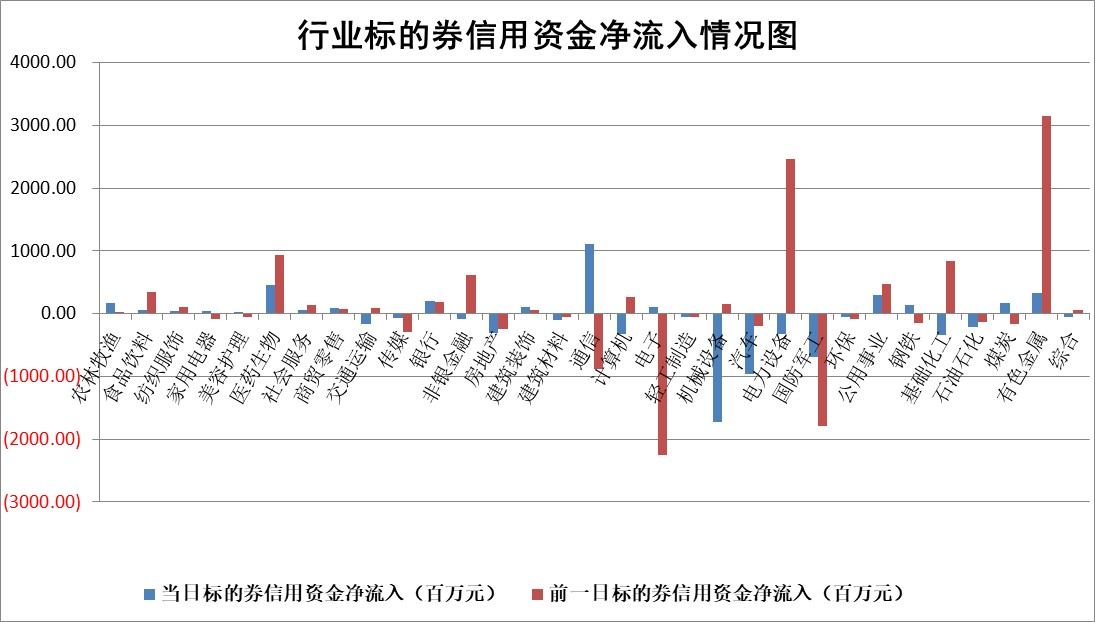 行业标的券信用资金净流入情况图
4000.00
3000.00
2000.00
1000.00
0.00
(1000.00)
(2000.00)
(3000.00)
农林牧渔
食品饮料
纺织服饰
家用电器
美容护理
医药生物
社会服务
商贸零售
交通运输
传媒
银行
非银金融
房地产
建筑装饰
建筑材料
通信
计算机
电子
轻工制造
机械设备
汽车
电力设备
国防军工
环保
公用事业
钢铁
基础化工
石油石化
煤炭
有色金属
综合
当日标的券信用资金净流入（百万元）
前一日标的券信用资金净流入（百万元）